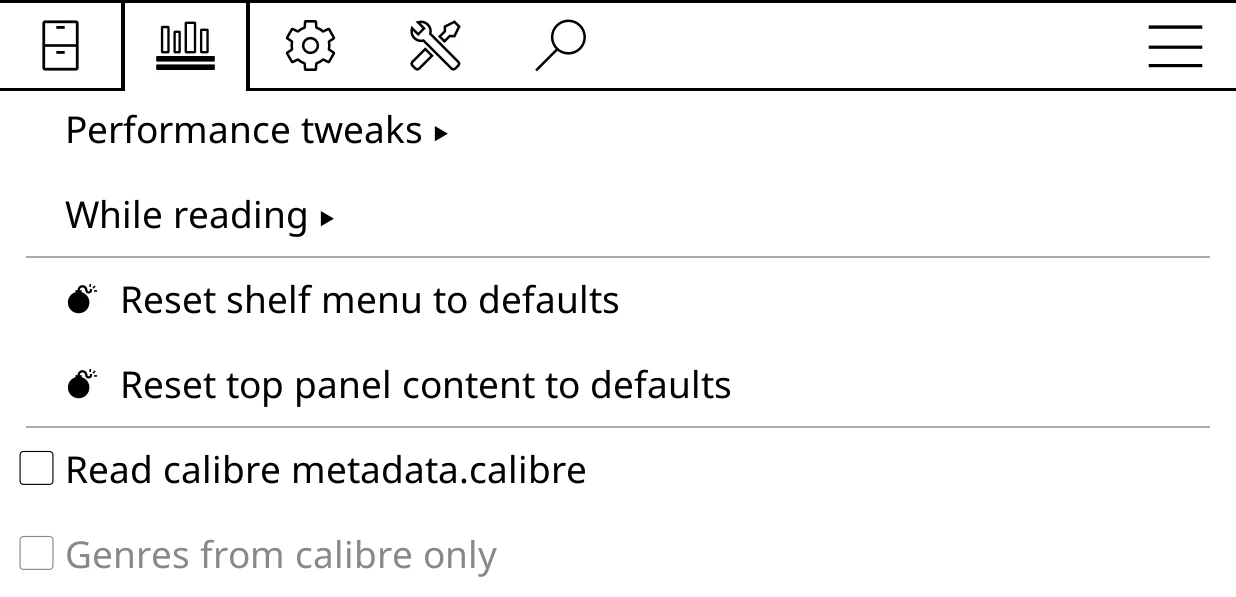 Performance tweaks ▸
While reading ▸
Reset shelf menu to defaults
Reset top panel content to defaults
Read calibre metadata.calibre
Genres from calibre only